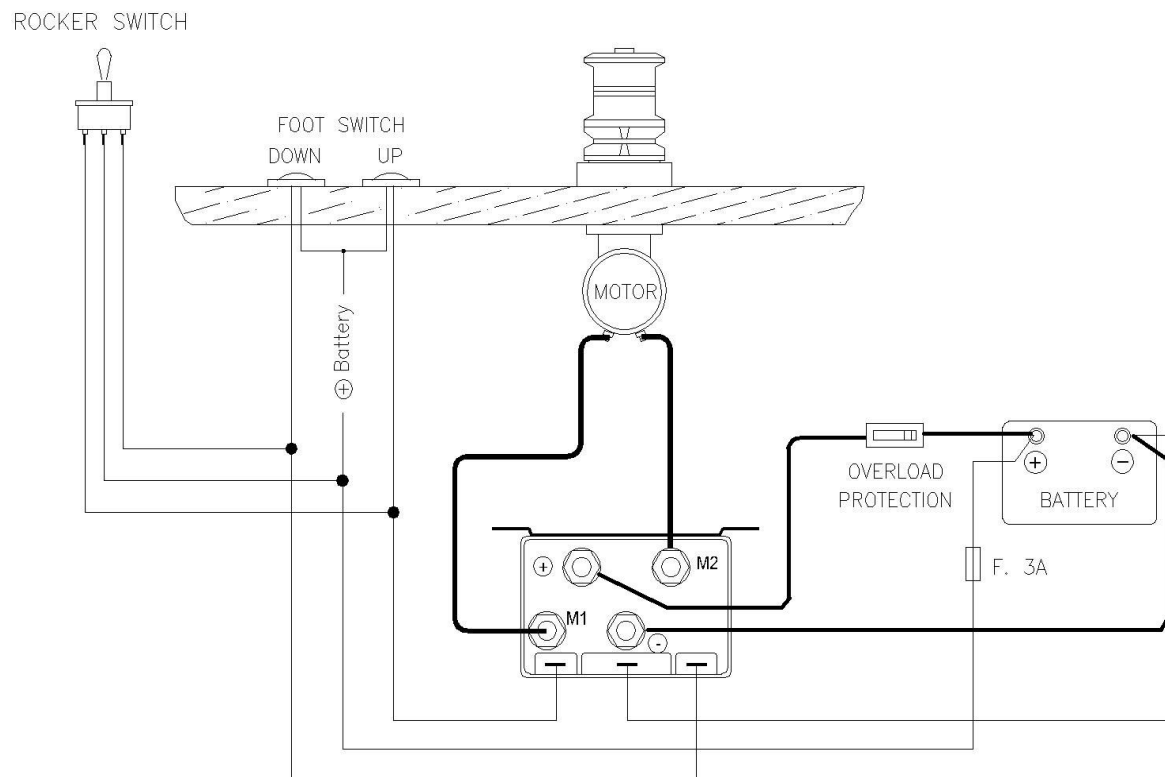 ROCKER SWITCH
FOOT SWITCH
DOWN UP
MOTOR
+ Battery
OVERLOAD
PROTECTION
+ -
BATTERY
F. 3A
+ M2
M1
-